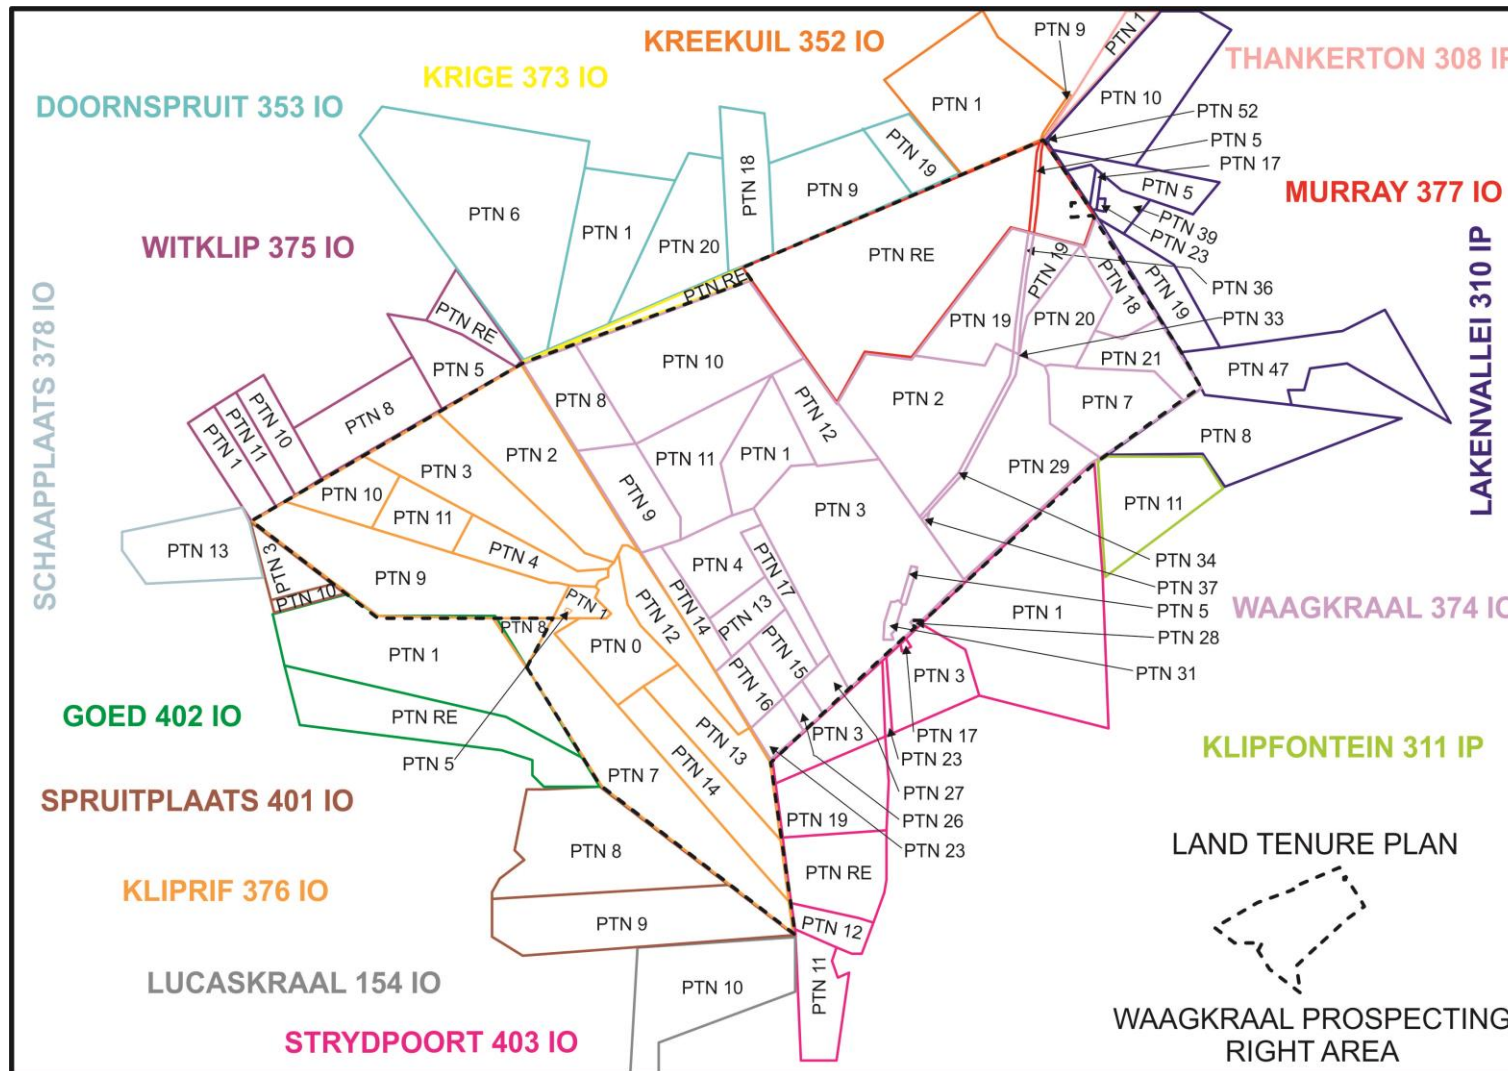 KREEKUIL 352 IO
PTN 9
PTN 1
THANKERTON 308 IP
KRIGE 373 IO
DOORNSPRUIT 353 IO
PTN 1
PTN 10
PTN 52
PTN 5
PTN 17
PTN 18
PTN 19
PTN 9
PTN 5
MURRAY 377 IO
PTN 6
PTN 1
PTN 20
PTN 39
PTN 23
WITKLIP 375 IO
PTN RE
PTN RE
PTN 19
PTN 18
PTN 19
PTN 36
LAKENVALLEI 310 IP
SCHAAPPLAATS 378 IO
PTN RE
PTN 19
PTN 20
PTN 33
PTN 5
PTN 10
PTN 21
PTN 47
PTN 8
PTN 8
PTN 12
PTN 2
PTN 7
PTN 10
PTN 11
PTN 1
PTN 8
PTN 2
PTN 3
PTN 11
PTN 1
PTN 29
PTN 10
PTN 9
PTN 11
PTN 11
PTN 3
PTN 13
PTN 3
PTN 4
PTN 4
PTN 17
PTN 34
PTN 9
PTN 37
PTN 10
PTN 1
PTN 14
PTN 13
PTN 1
PTN 5
WAAGKRAAL 374 IO
PTN 8
PTN 12
PTN 28
PTN 1
PTN 0
PTN 15
PTN 31
PTN 16
PTN 3
GOED 402 IO
PTN RE
PTN 3
PTN 17
PTN 5
PTN 7
PTN 13
PTN 14
PTN 23
KLIPFONTEIN 311 IP
SPRUITPLAATS 401 IO
PTN 27
PTN 19
PTN 26
PTN 8
PTN 23
LAND TENURE PLAN
PTN RE
KLIPRIF 376 IO
PTN 9
PTN 12
LUCASKRAAL 154 IO
PTN 10
PTN 11
WAAGKRAAL PROSPECTING
RIGHT AREA
STRYDPOORT 403 IO